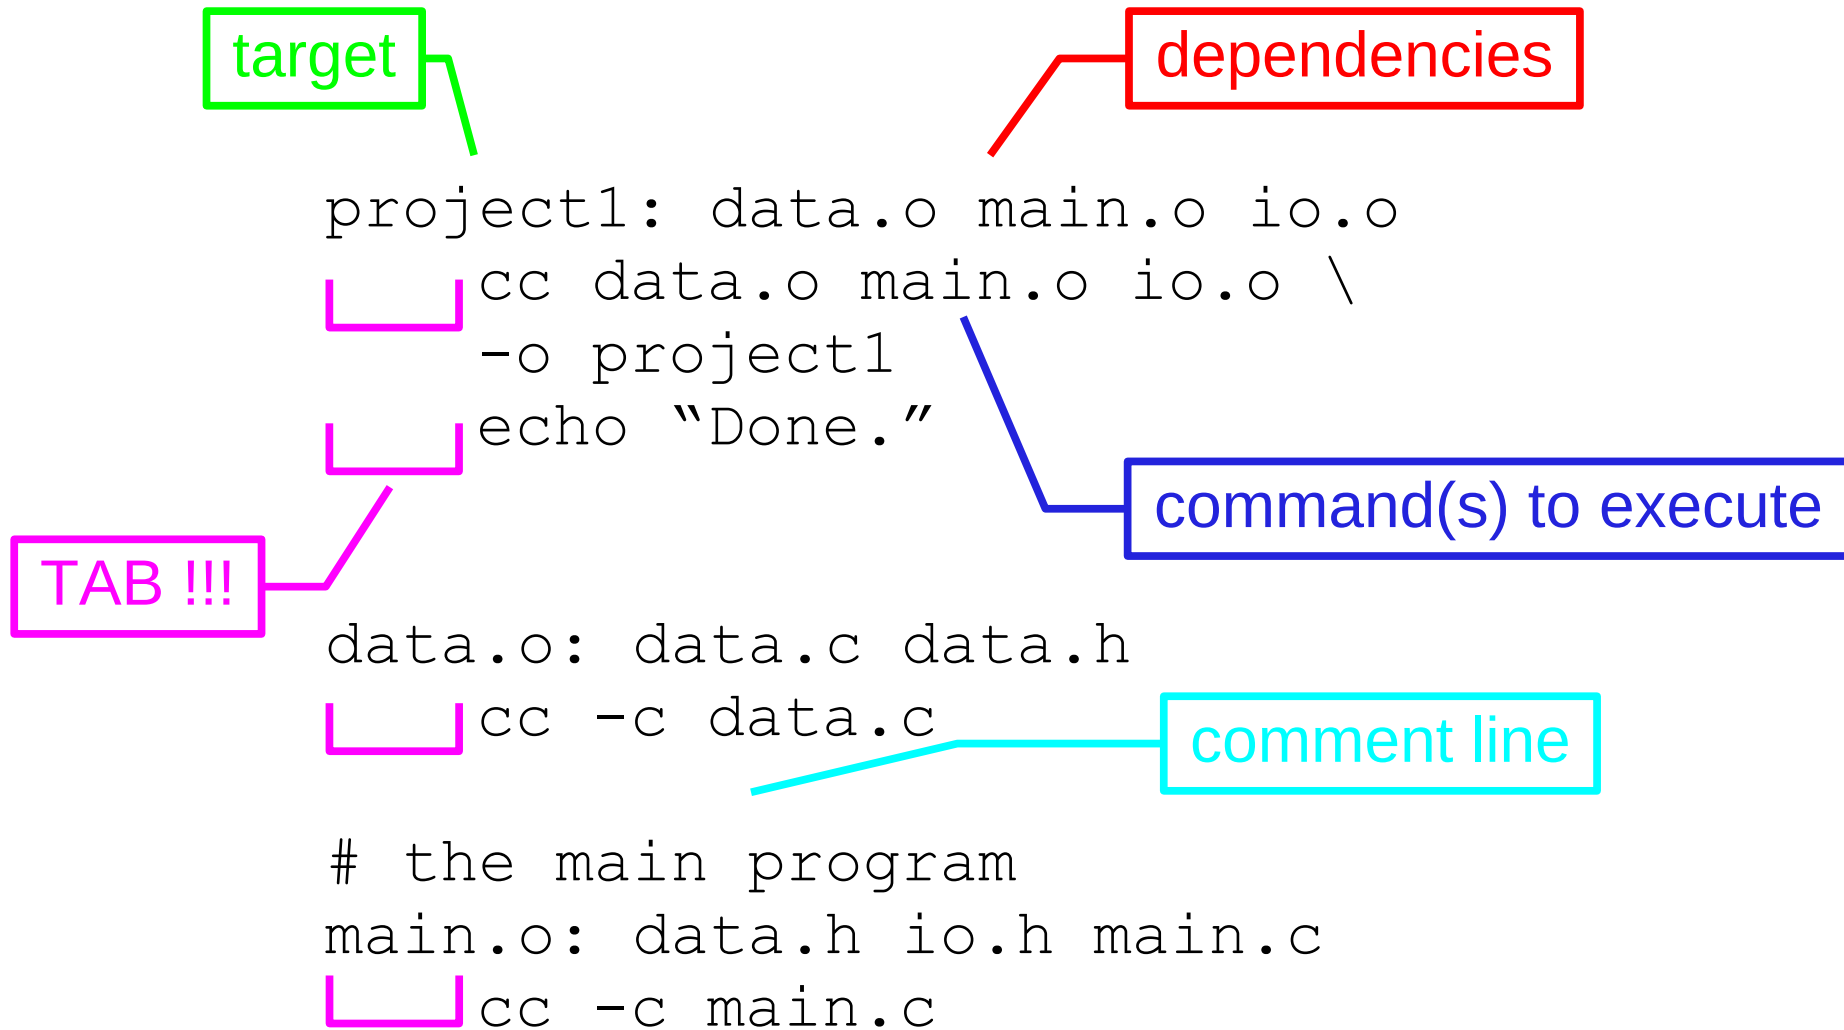 target
dependencies
project1: data.o main.o io.o
cc data.o main.o io.o \
-o project1
echo “Done.”
command(s) to execute
TAB !!!
data.o: data.c data.h
cc -c data.c
comment line
# the main program
main.o: data.h io.h main.c
cc -c main.c